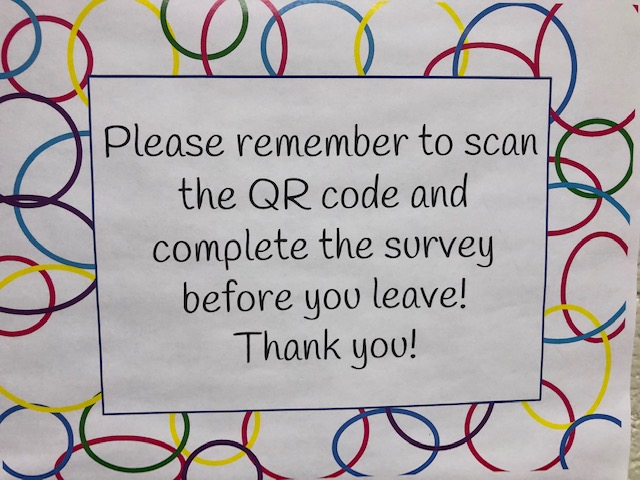 Please remember to scan
the QR code and
complete the survey
before you leave!
Thank you!